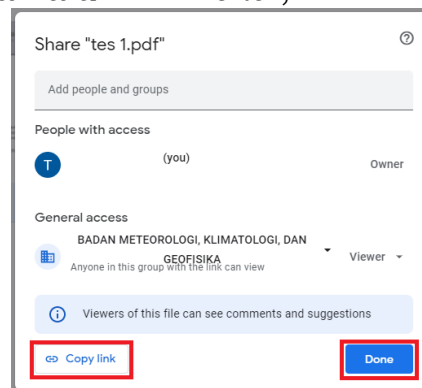 Share "tes 1.pdf"
Add people and groups
People with access
T
(you)
Owner
General access
BADAN METEOROLOGI, KLIMATOLOGI, DAN
GEOFISIKA
Viewer
Anyone in this group with the link can view
Viewers of this file can see comments and suggestions
Copy link
Done